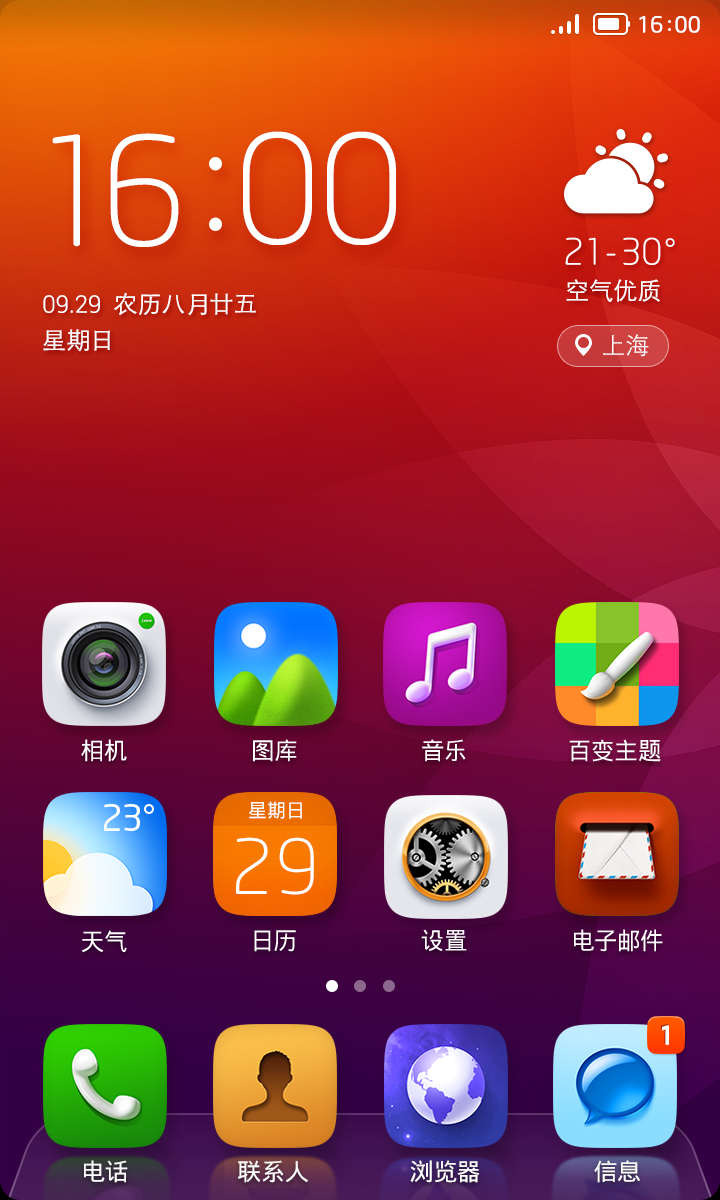 16:00
16:00
21-30°
09.29 农历八月廿五
空气优质
星期日
上海
相机
图库
音乐
百变主题
23°
星期日
29
天气
日历
设置
电子邮件
1
电话
联系人
浏览器
信息